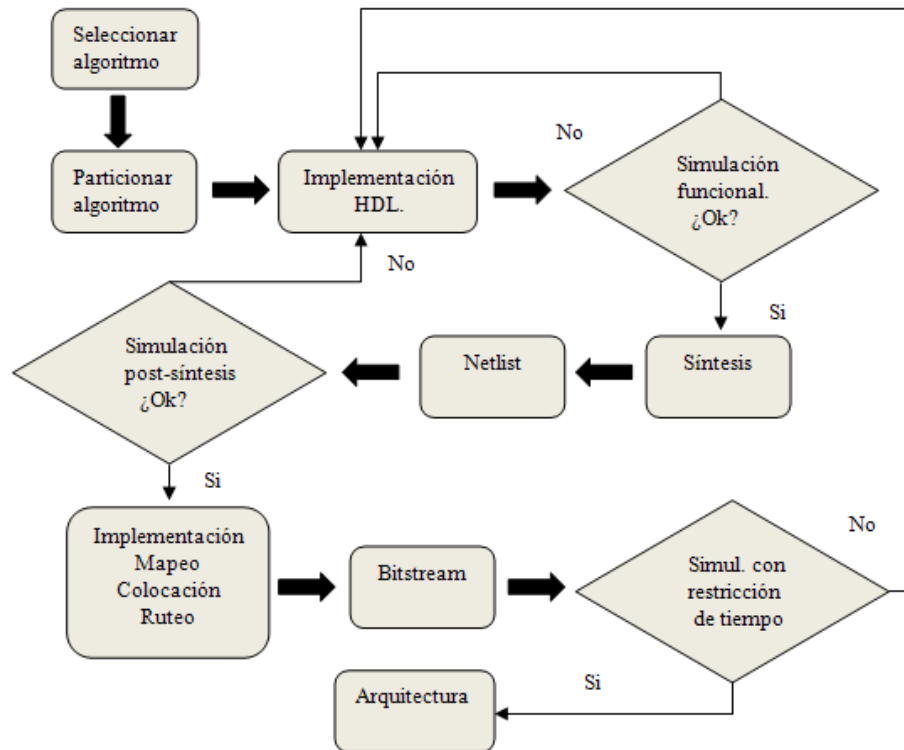 Seleccionar
algoritmo
Particionar
algoritmo
Implementación
HDL.
No
Simulación
funcional.
¿Ok?
Si
Síntesis
Netlist
No
Simulación
post-síntesis
¿Ok?
Si
Implementación
Mapeo
Colocación
Ruteo
Bitstream
Simul. con
restricción
de tiempo
No
Si
Arquitectura